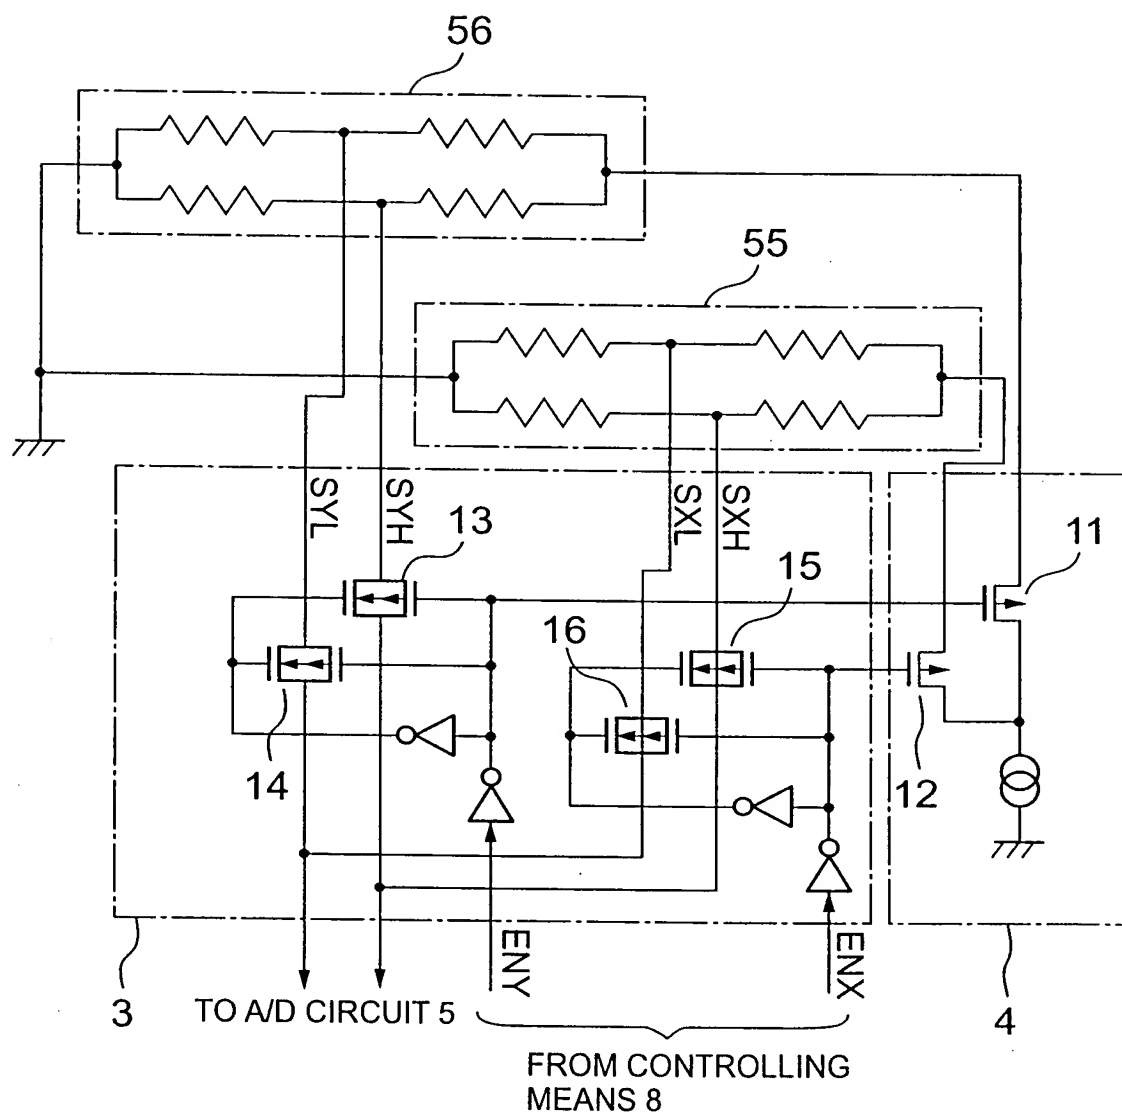 56
55
SYL
SYH
SXL
SXH
13
11
15
16
14
12
ENY
ENX
3
TO A/D CIRCUIT 5
4
FROM CONTROLLING
MEANS 8